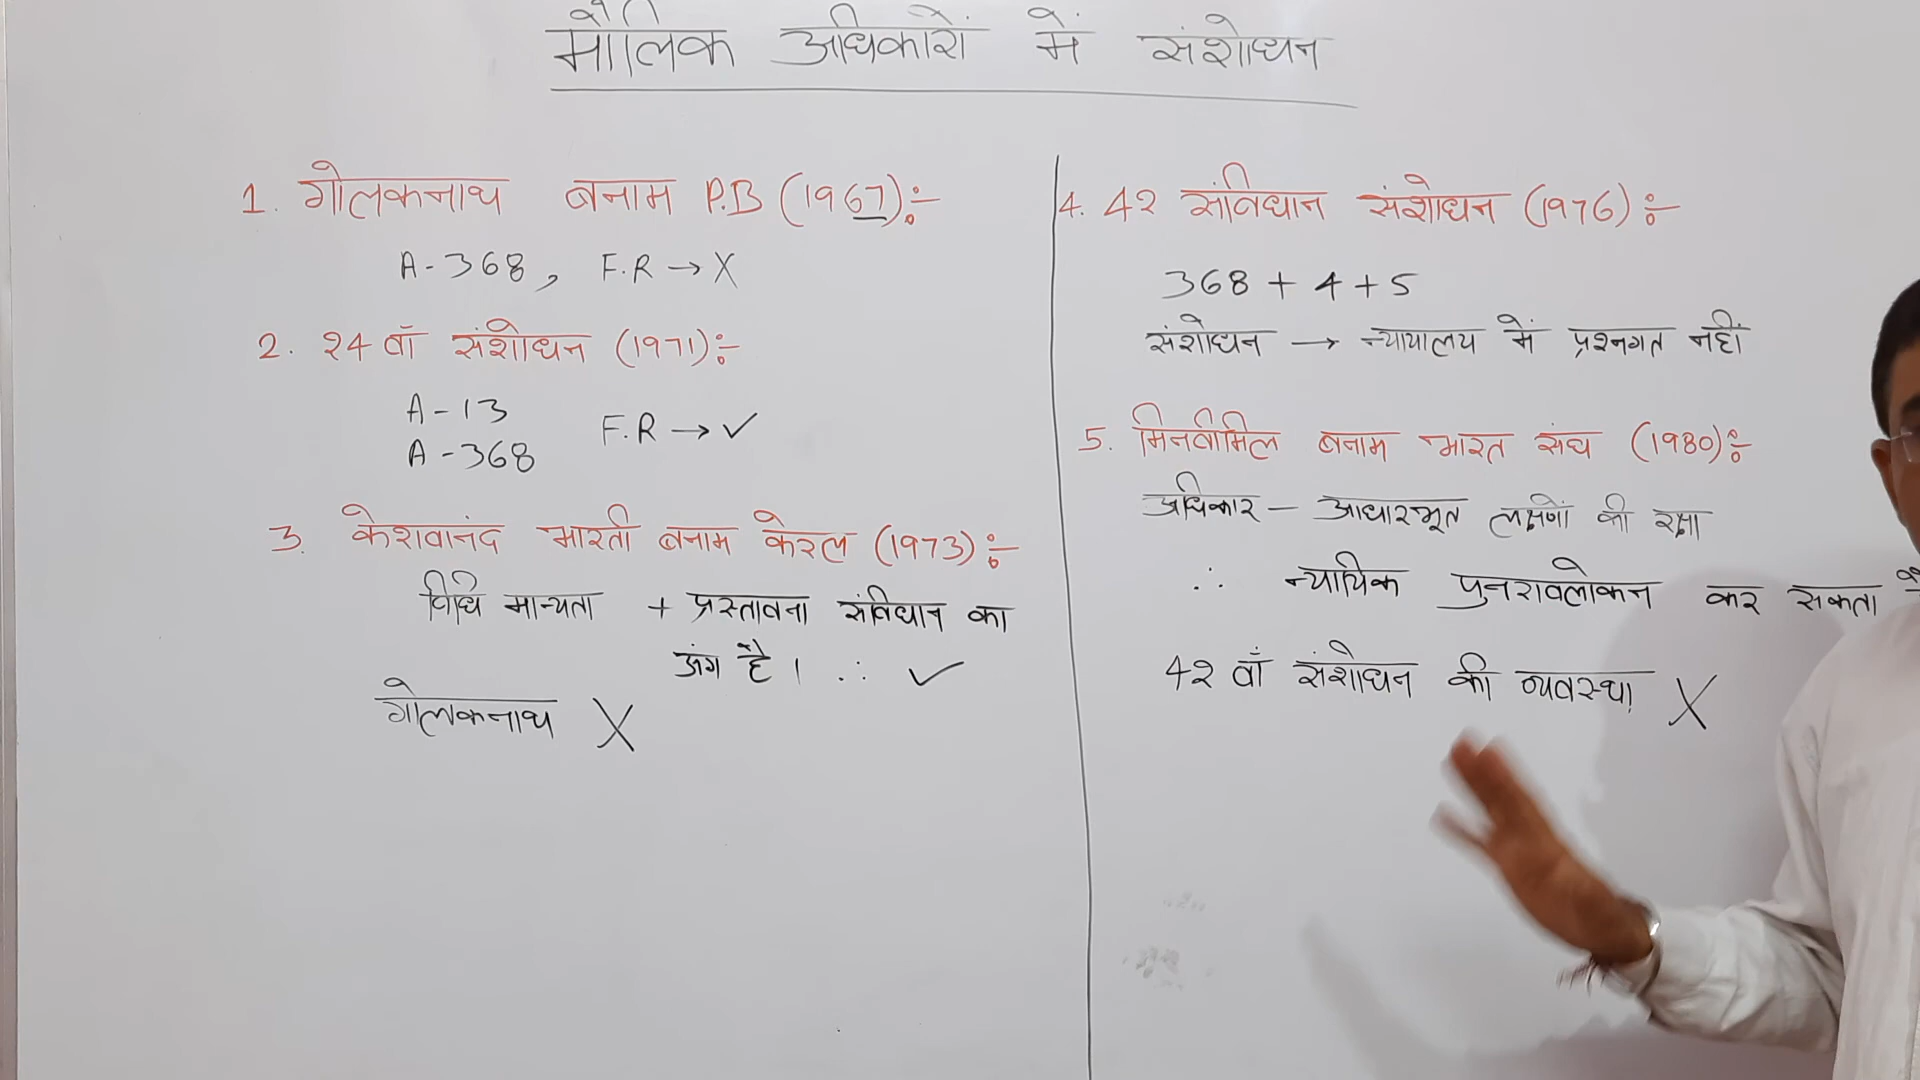 मौलिक अधिकारों में संशोधन
1. गोलकनाथ बनाम P.B (1967):-
A-368, F.R → X
2. 24 वाँ संशोधन (1971):-
A-13
A-368
F.R → ✓
3. केशवानंद भारती बनाम केरल (1973):-
विधि मान्यता + प्रस्तावना संविधान का
अंग है। ∴ ✓
गोलकनाथ X
4. 42 संविधान संशोधन (1976):-
368 + 4 + 5
संशोधन → न्यायालय में प्रश्नगत नहीं
5. मिनर्वामिल बनाम भारत संघ (1980):-
अधिकार - आधारभूत लक्षणों की रक्षा
∴ न्यायिक पुनरावलोकन कर सकता
42 वाँ संशोधन की व्यवस्था X